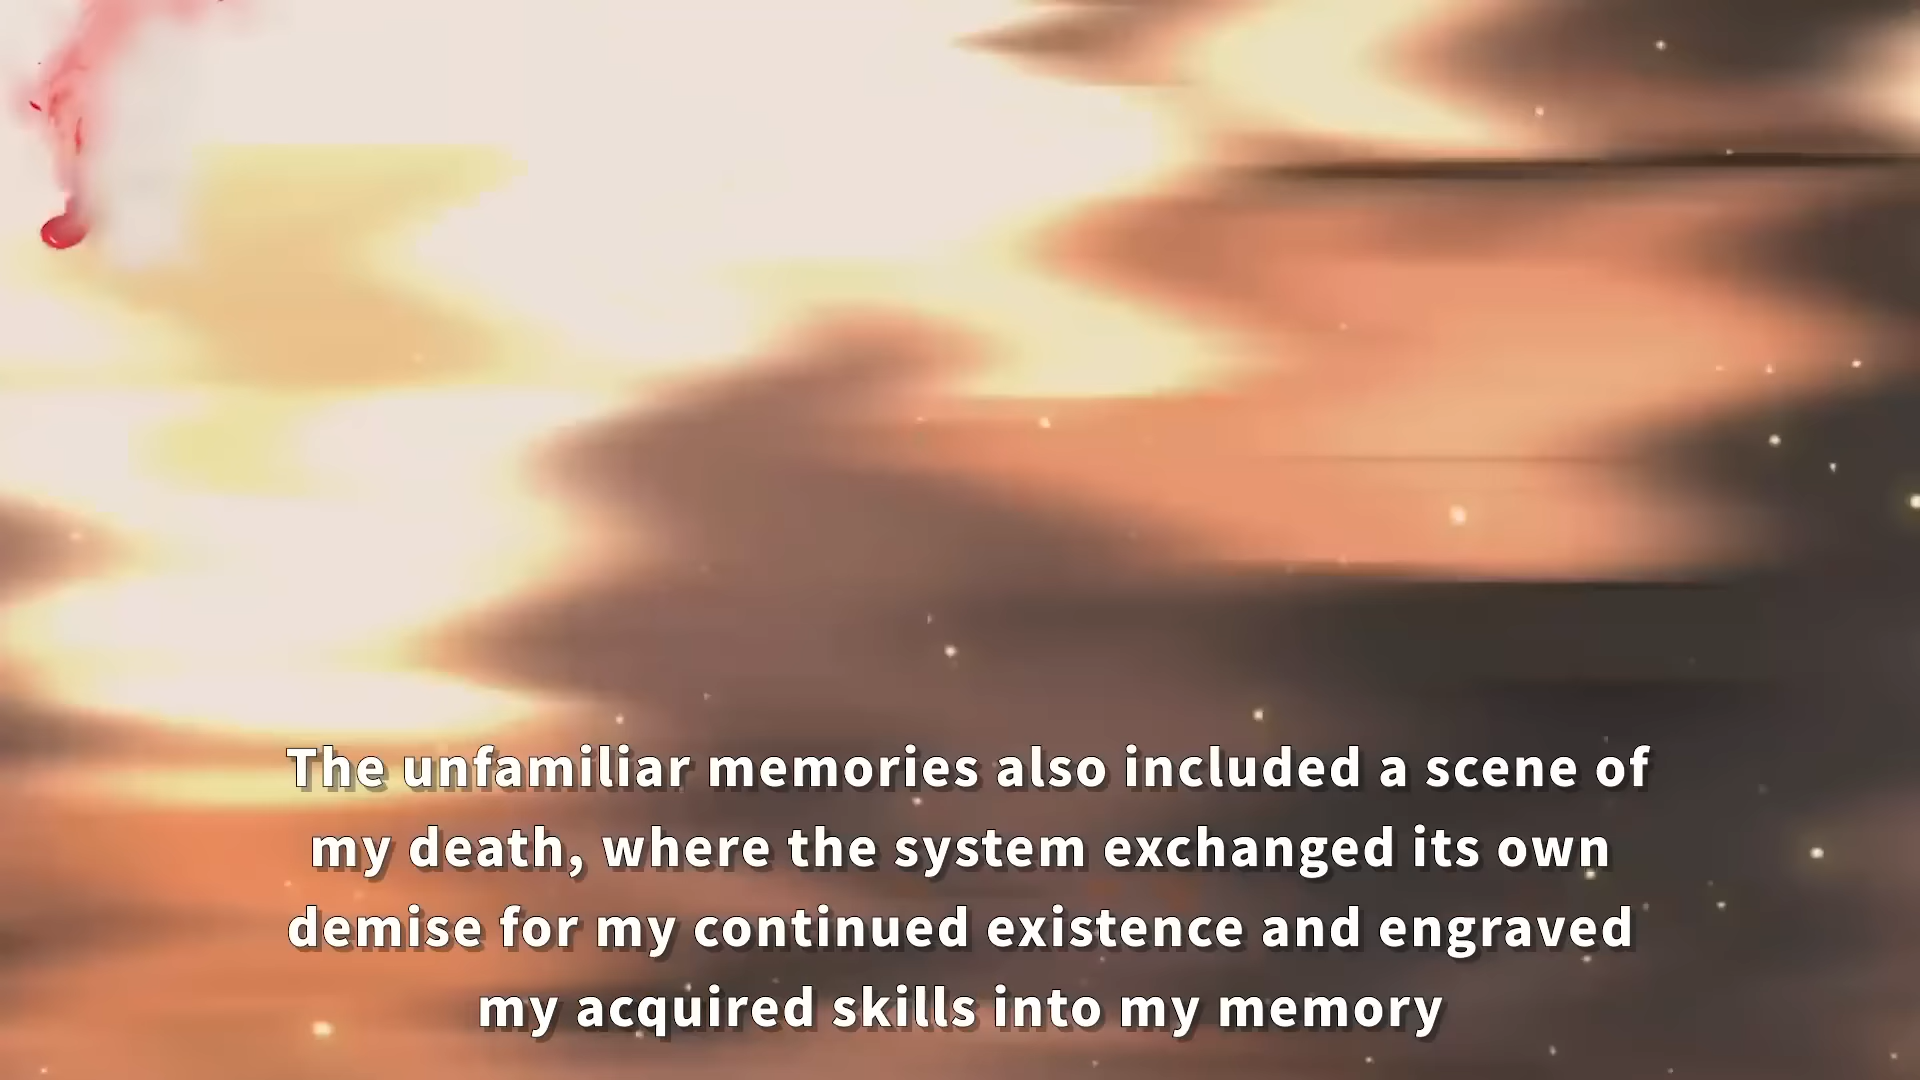 The unfamiliar memories also included a scene of
my death, where the system exchanged its own
demise for my continued existence and engraved
my acquired skills into my memory